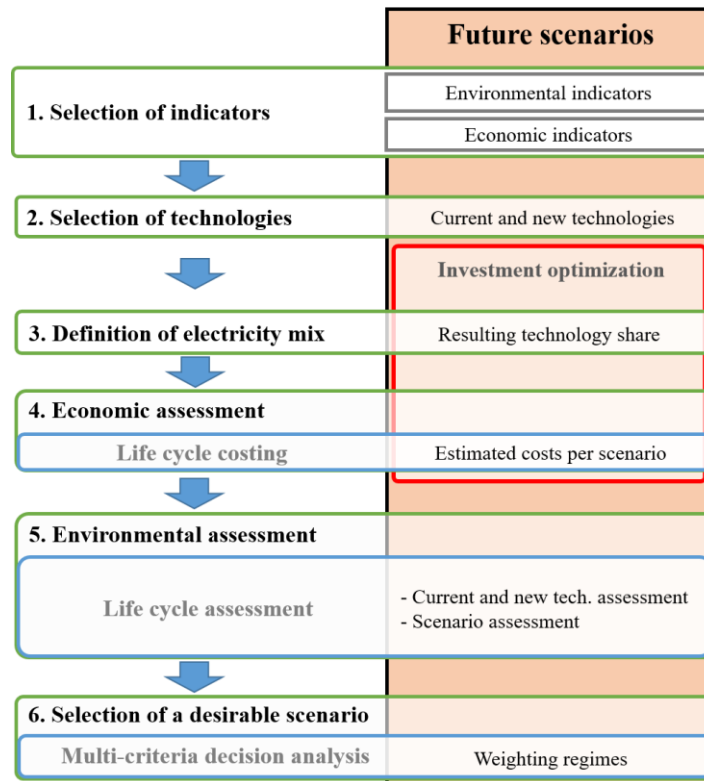 Future scenarios
1. Selection of indicators
Environmental indicators
Economic indicators
2. Selection of technologies
Current and new technologies
Investment optimization
3. Definition of electricity mix
Resulting technology share
4. Economic assessment
Life cycle costing
Estimated costs per scenario
5. Environmental assessment
Life cycle assessment
- Current and new tech. assessment
- Scenario assessment
6. Selection of a desirable scenario
Multi-criteria decision analysis
Weighting regimes